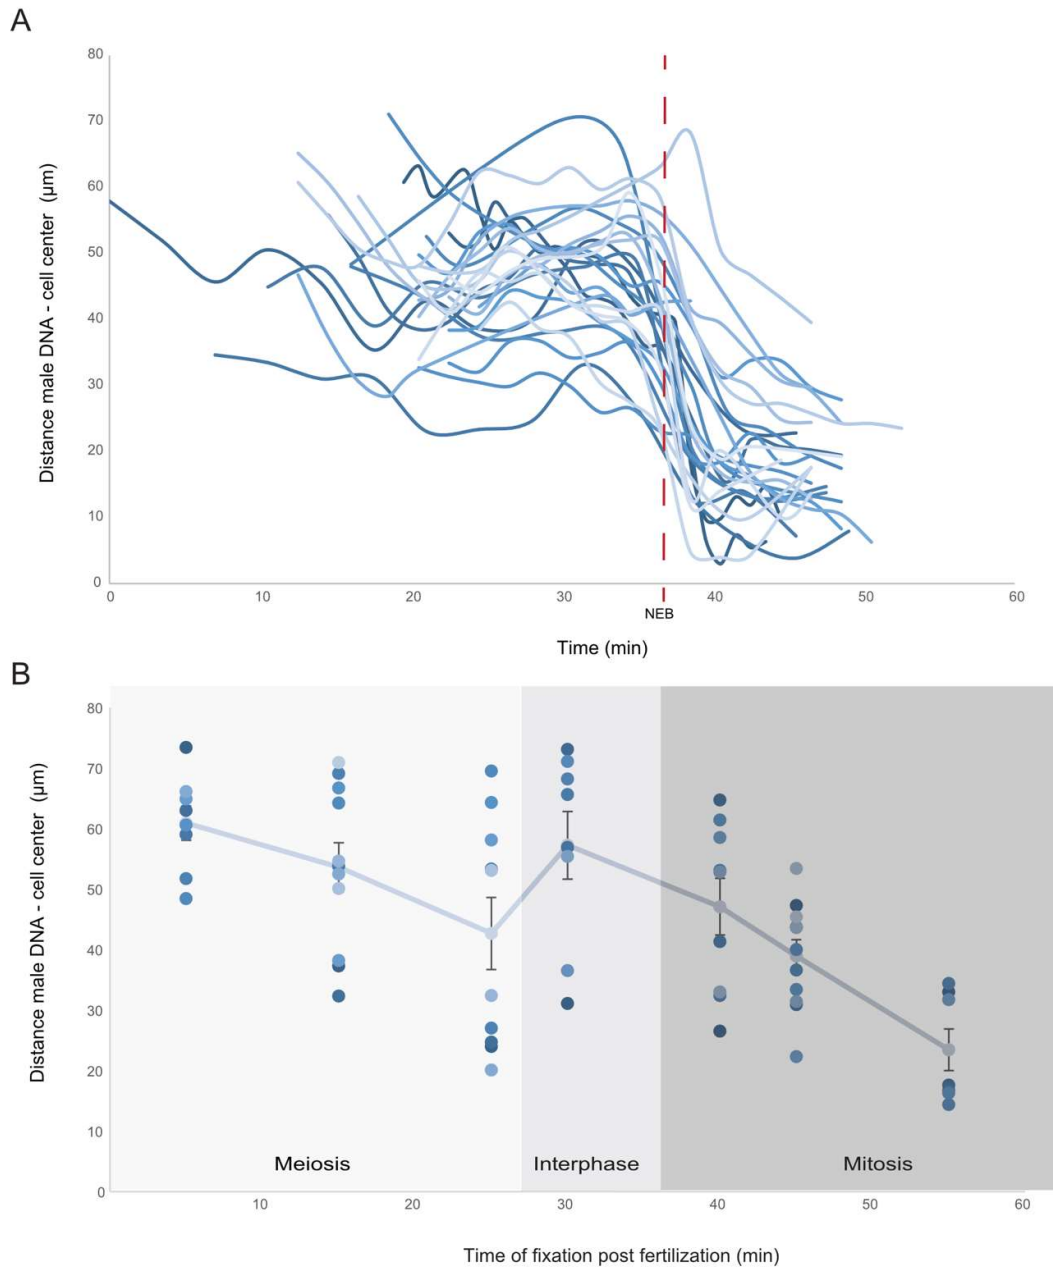 A
80
70
60
50
40
30
20
10
0
Distance male DNA - cell center (µm)
0 10 20 30 40 50 60
NEB
Time (min)
B
80
70
60
50
40
30
20
10
0
Distance male DNA - cell center (µm)
Meiosis Interphase Mitosis
10 20 30 40 50 60
Time of fixation post fertilization (min)